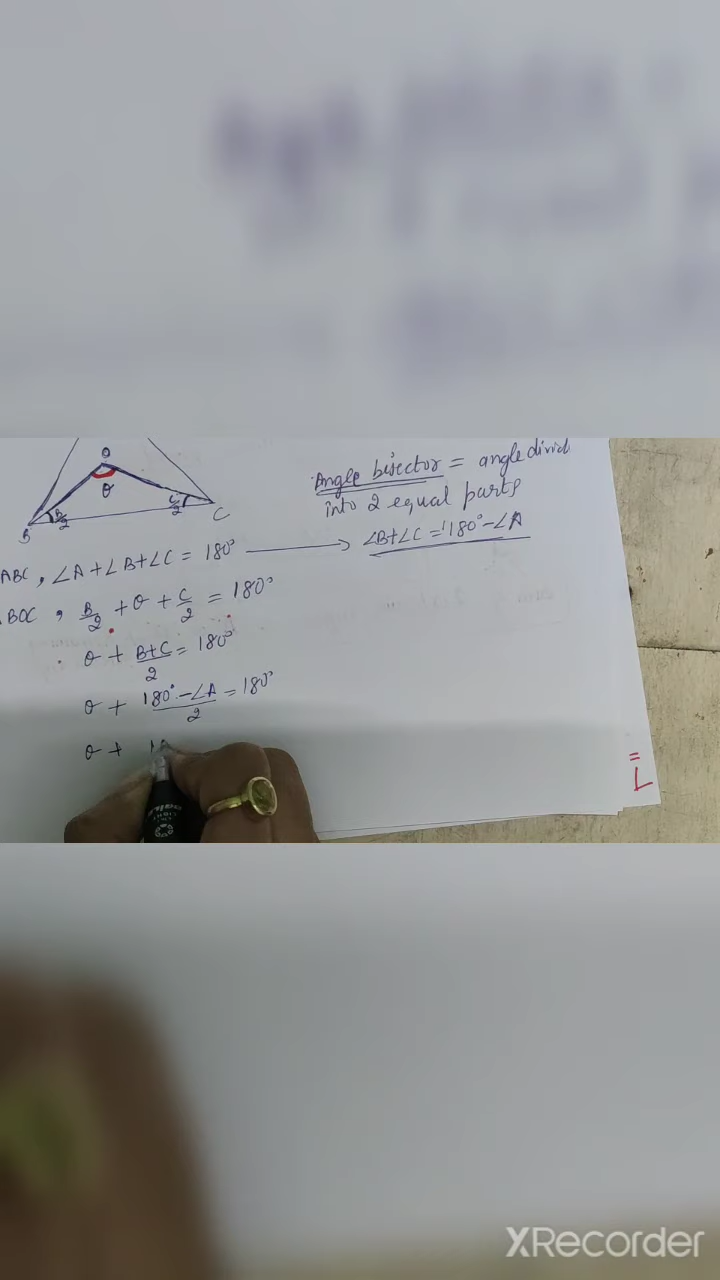 O
θ
B
B/2
C/2
C
Angle bisector = angle divid
into 2 equal parts
∠B+∠C = 180° - ∠A
ABC, ∠A + ∠B + ∠C = 180°
BOC, B/2 + θ + C/2 = 180°
θ + B+C/2 = 180°
θ + 180° - ∠A/2 = 180°
θ +
XRecorder